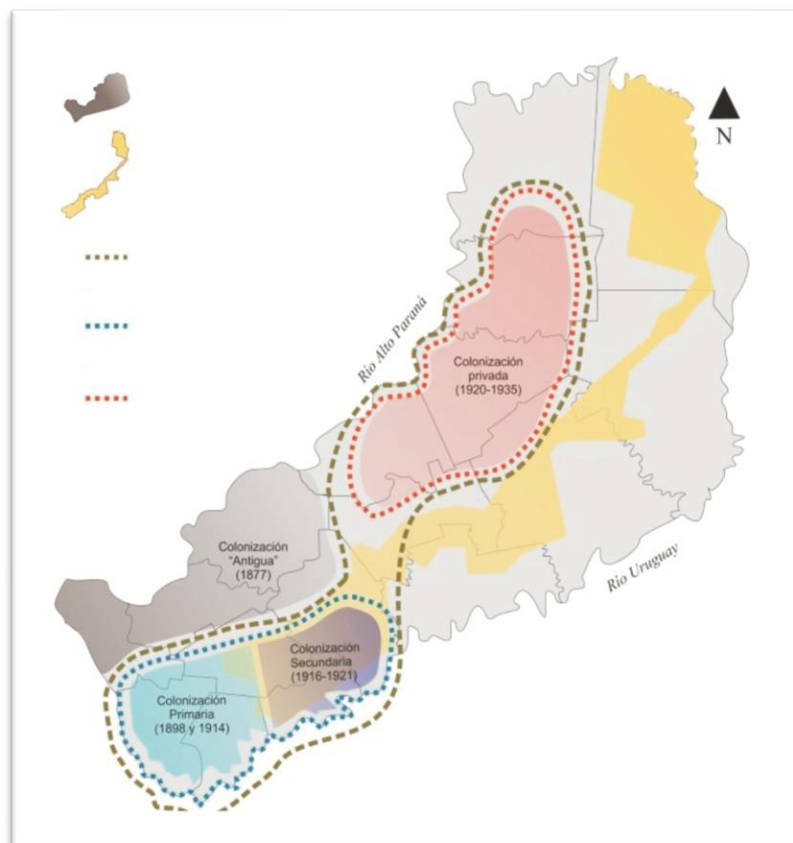 N
Río Alto Paraná
Colonización
privada
(1920-1935)
Colonización
"Antigua"
(1877)
Río Uruguay
Colonización
Secundaria
(1916-1921)
Colonización
Primaria
(1898 y 1914)